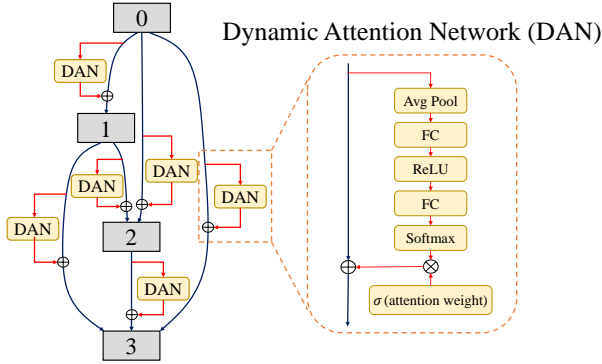 0
Dynamic Attention Network (DAN)
DAN
Avg Pool
1
FC
ReLU
DAN
DAN
DAN
DAN
FC
2
Softmax
DAN
σ (attention weight)
3